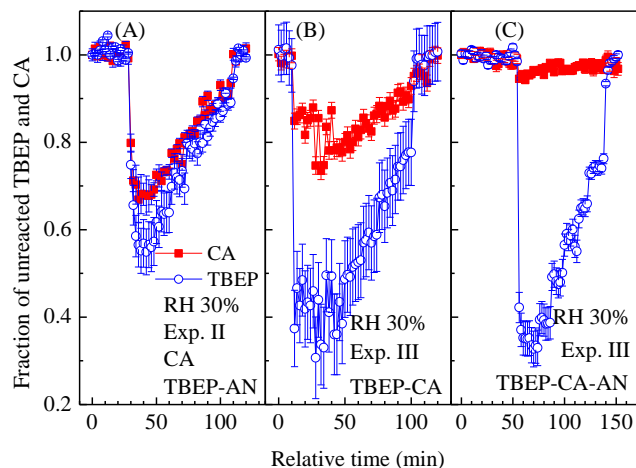 (A) (B) (C)
1.0
0.8
0.6
0.4
0.2
Fraction of unreacted TBEP and CA
CA
TBEP
RH 30%
Exp. II
CA
TBEP-AN
RH 30%
Exp. III
TBEP-CA
RH 30%
Exp. III
TBEP-CA-AN
0 50 100 0 50 100 0 50 100 150
Relative time (min)